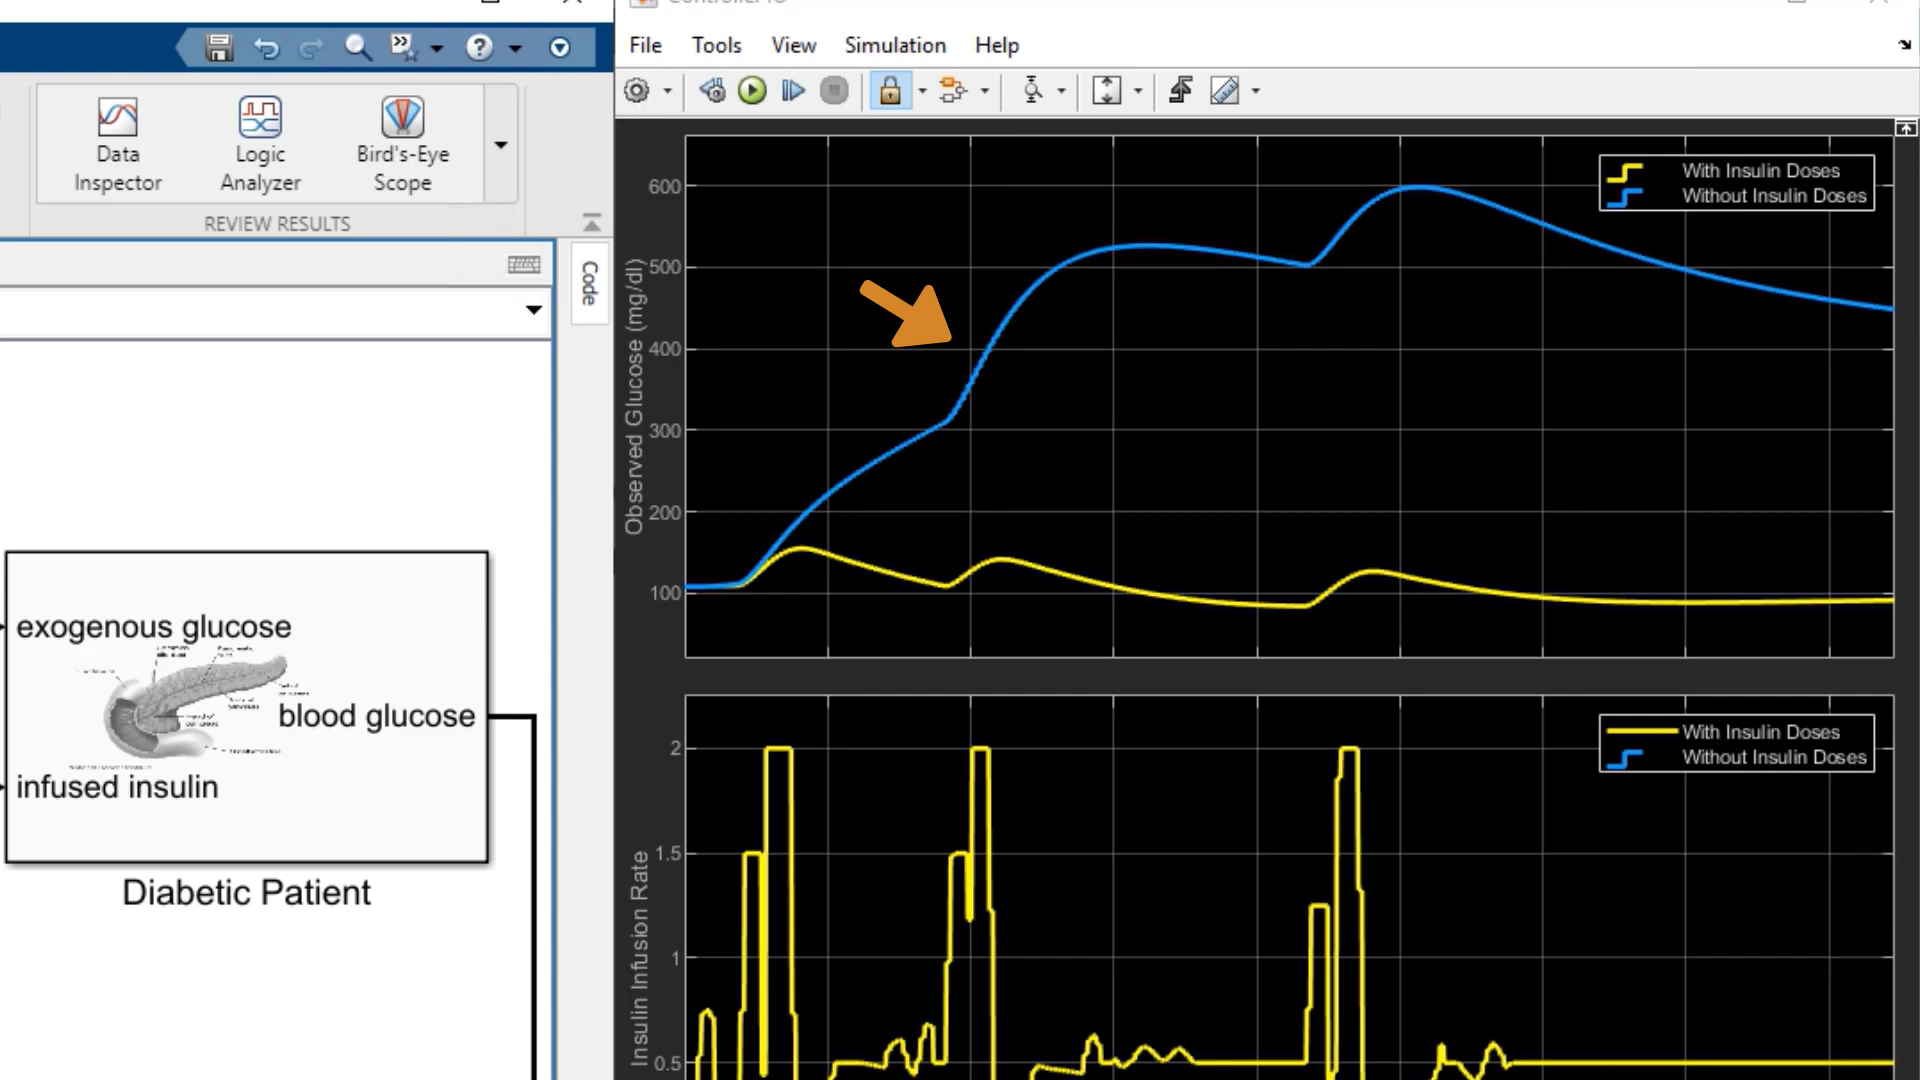 File Tools View Simulation Help
Data
Inspector
Logic
Analyzer
Bird's-Eye
Scope
REVIEW RESULTS
Code
exogenous glucose
blood glucose
infused insulin
Diabetic Patient
Observed Glucose (mg/dl)
600
500
400
300
200
100
With Insulin Doses
Without Insulin Doses
Insulin Infusion Rate
2
1.5
1
0.5
With Insulin Doses
Without Insulin Doses